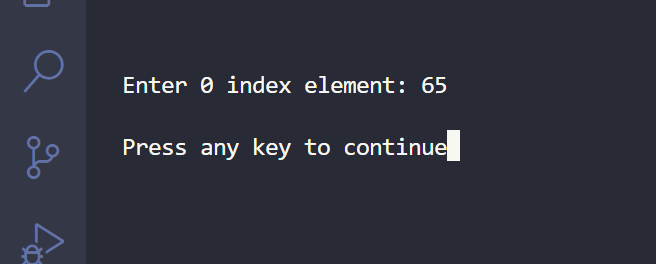 Enter 0 index element: 65
Press any key to continue